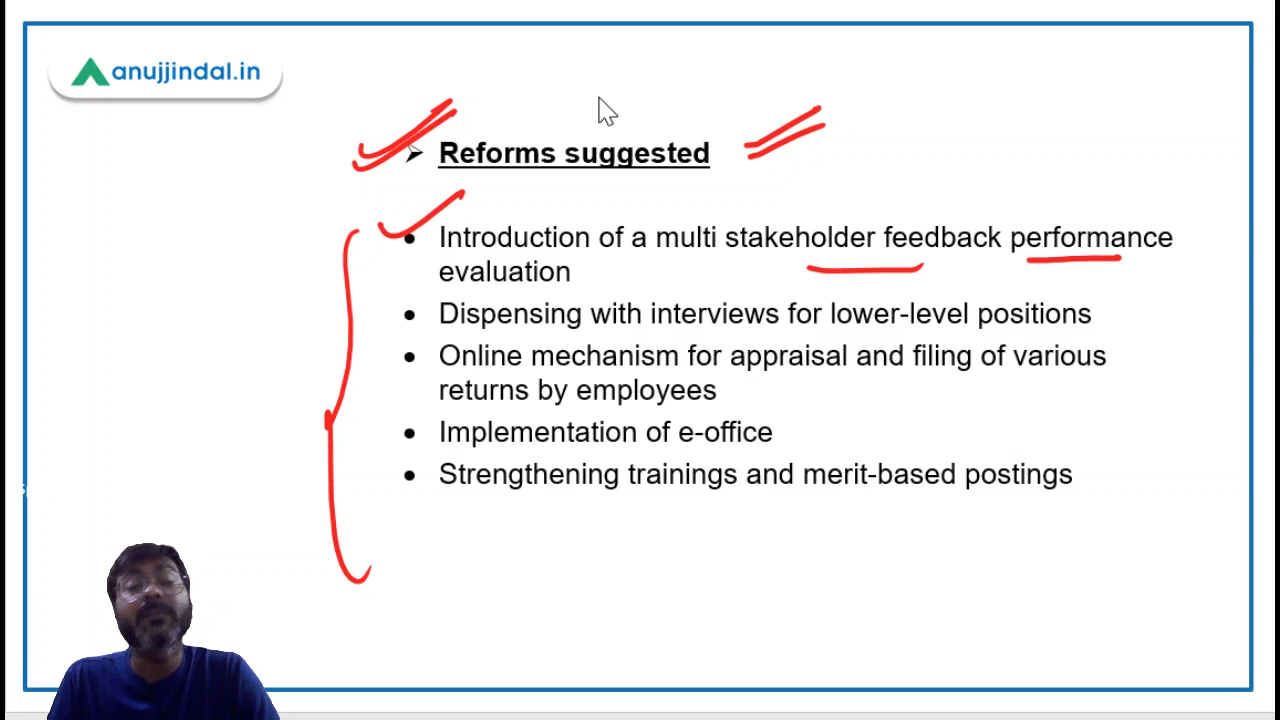 anujjindal.in
Reforms suggested
Introduction of a multi stakeholder feedback performance
evaluation
Dispensing with interviews for lower-level positions
Online mechanism for appraisal and filing of various
returns by employees
Implementation of e-office
Strengthening trainings and merit-based postings